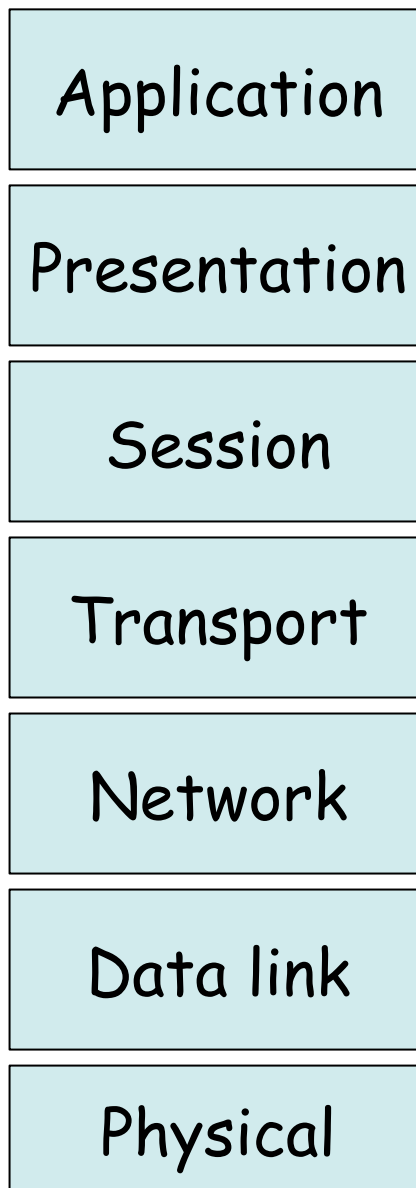 Application
Presentation
Session
Transport
Network
Data link
Physical